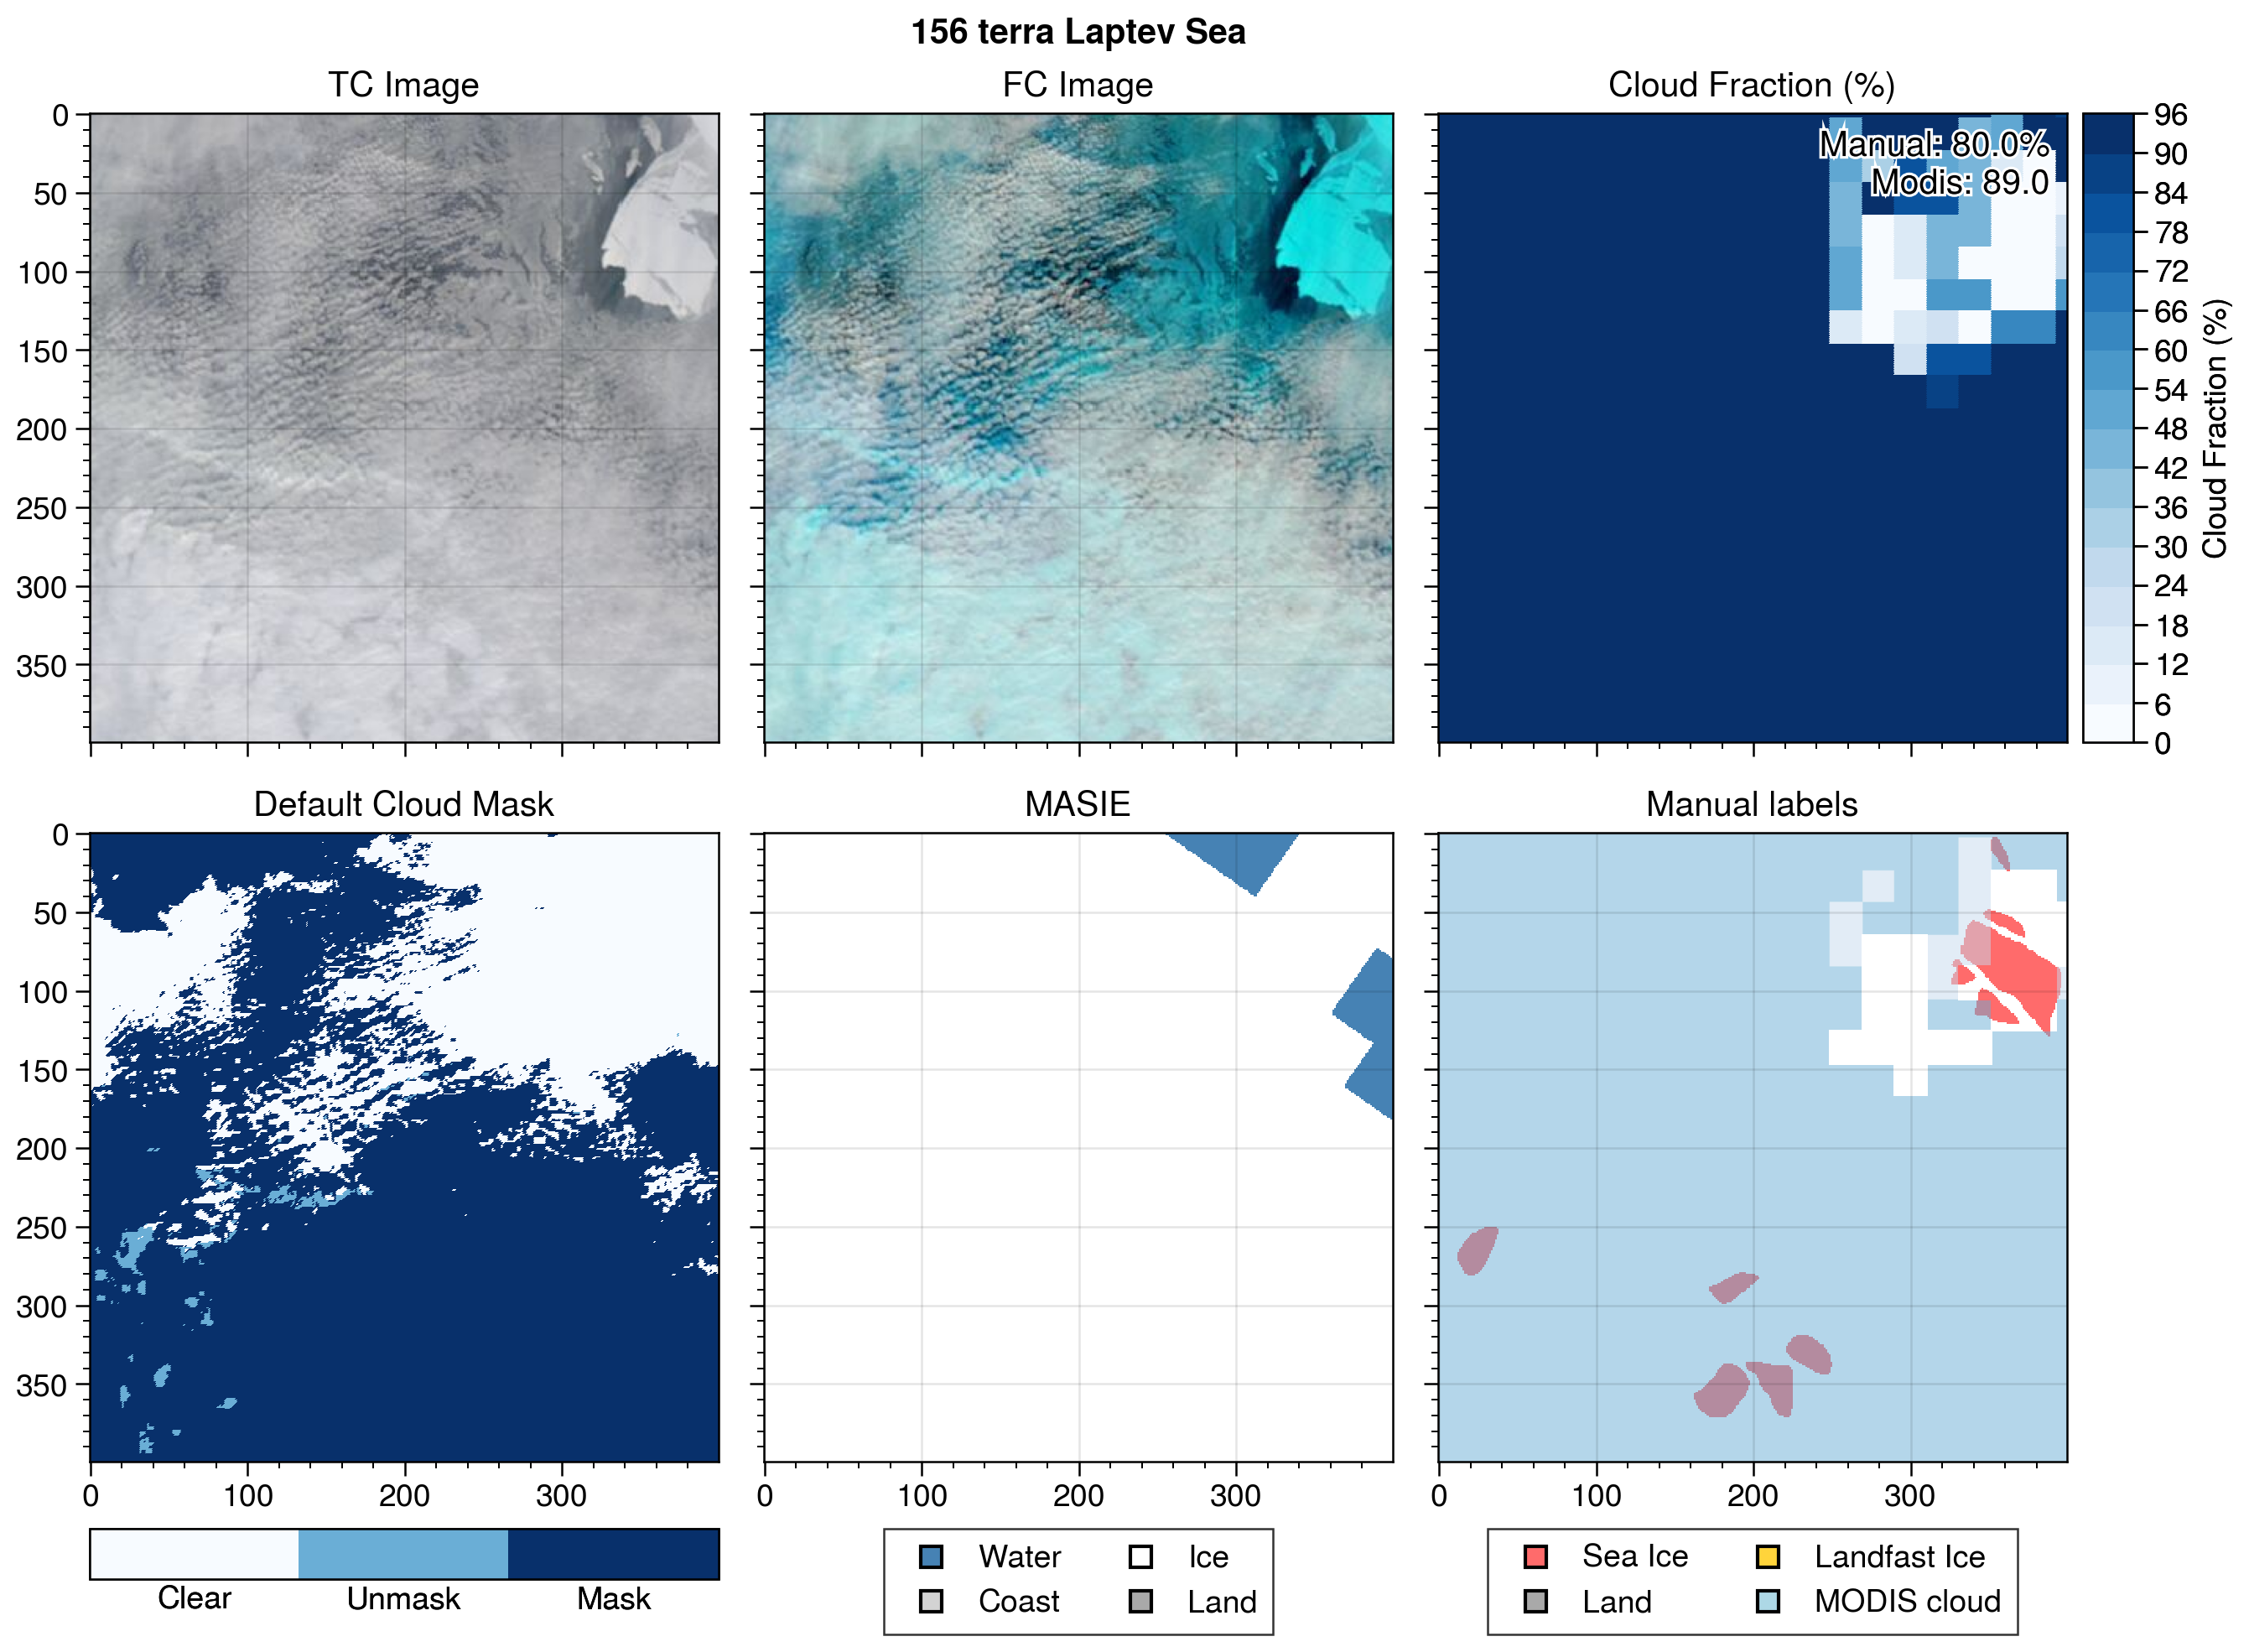 156 terra Laptev Sea
TC Image
FC Image
Cloud Fraction (%)
0
50
100
150
200
250
300
350
Manual: 80.0%
Modis: 89.0
96
90
84
78
72
66
60
54
48
42
36
30
24
18
12
6
0
Cloud Fraction (%)
Default Cloud Mask
MASIE
Manual labels
0
50
100
150
200
250
300
350
0 100 200 300
0 100 200 300
0 100 200 300
Clear Unmask Mask
Water Ice
Coast Land
Sea Ice Landfast Ice
Land MODIS cloud